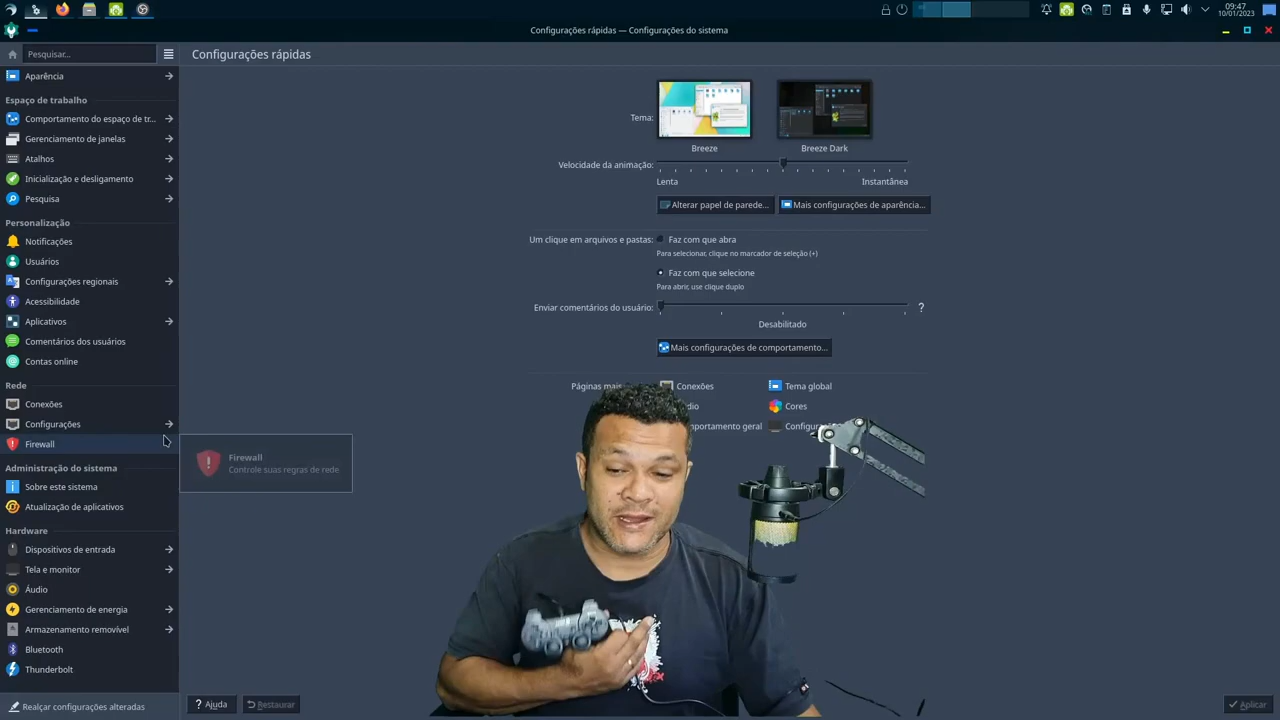 09:47
10/01/2023
Configurações rápidas — Configurações do sistema
Pesquisar...
Configurações rápidas
Aparência
Espaço de trabalho
Comportamento do espaço de tr...
Gerenciamento de janelas
Atalhos
Inicialização e desligamento
Pesquisa
Personalização
Notificações
Usuários
Configurações regionais
Acessibilidade
Aplicativos
Comentários dos usuários
Contas online
Rede
Conexões
Configurações
Firewall
Administração do sistema
Sobre este sistema
Atualização de aplicativos
Hardware
Dispositivos de entrada
Tela e monitor
Áudio
Gerenciamento de energia
Armazenamento removível
Bluetooth
Thunderbolt
Realçar configurações alteradas
Firewall
Controle suas regras de rede
Tema:
Breeze
Breeze Dark
Velocidade da animação:
Lenta
Instantânea
Alterar papel de parede...
Mais configurações de aparência...
Um clique em arquivos e pastas:
Faz com que abra
Para selecionar, clique no marcador de seleção (+)
Faz com que selecione
Para abrir, use clique duplo
Enviar comentários do usuário:
?
Desabilitado
Mais configurações de comportamento...
Páginas mais
Conexões
Tema global
Cores
geral
? Ajuda
Restaurar
Aplicar